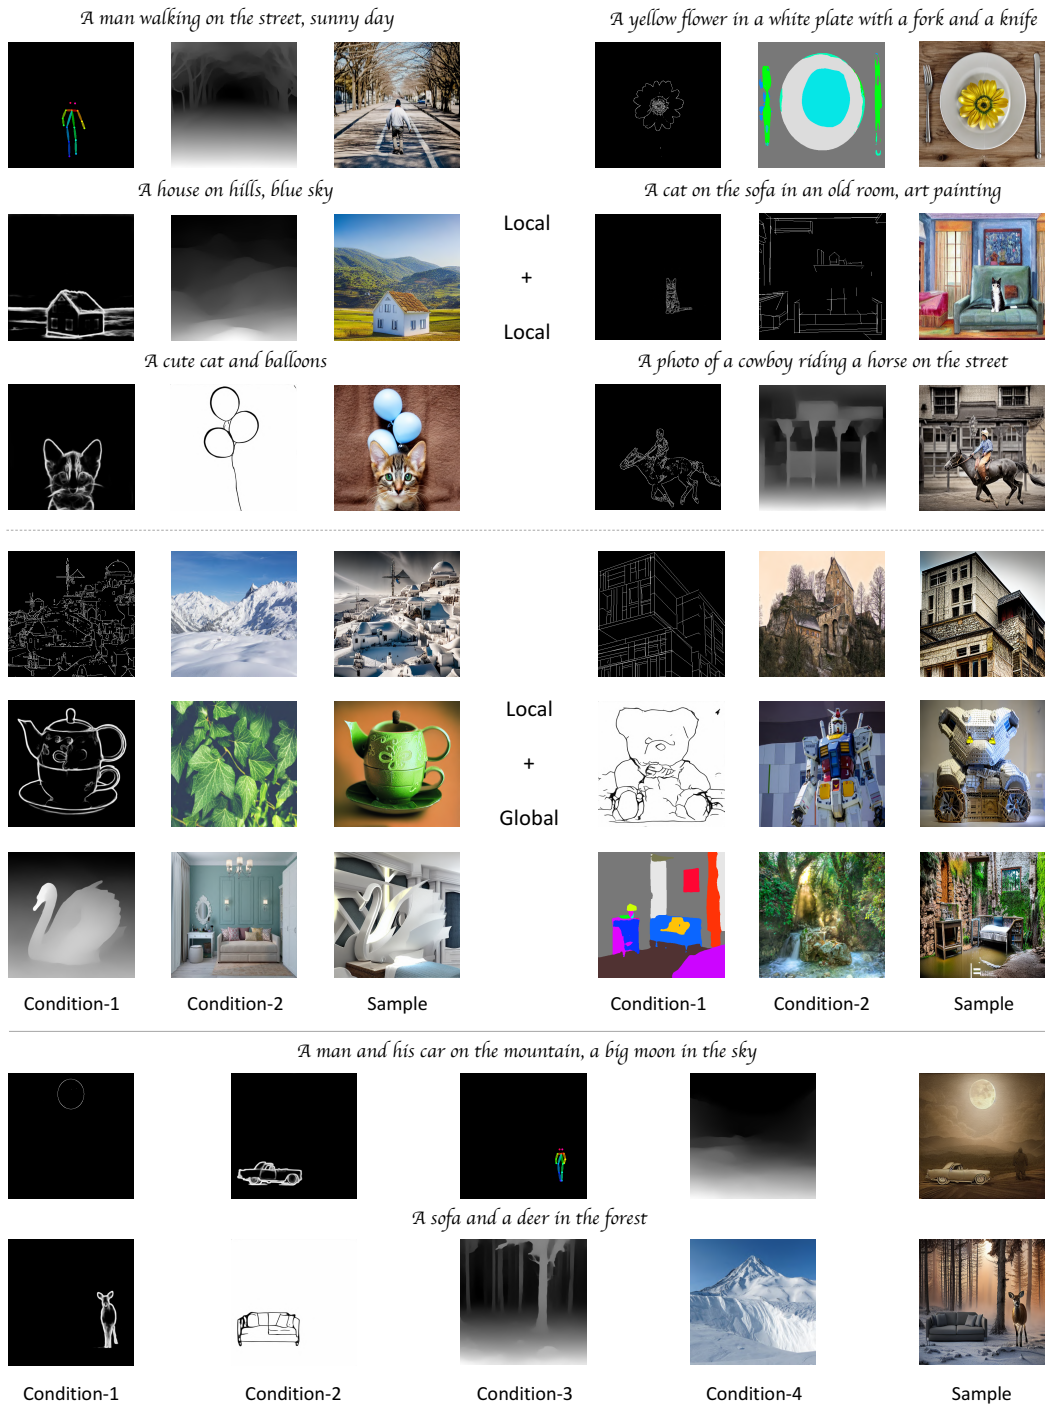 A man walking on the street, sunny day
A yellow flower in a white plate with a fork and a knife
A house on hills, blue sky
A cat on the sofa in an old room, art painting
Local
+
Local
A cute cat and balloons
A photo of a cowboy riding a horse on the street
Local
+
Global
Condition-1
Condition-2
Sample
Condition-1
Condition-2
Sample
A man and his car on the mountain, a big moon in the sky
A sofa and a deer in the forest
Condition-1
Condition-2
Condition-3
Condition-4
Sample